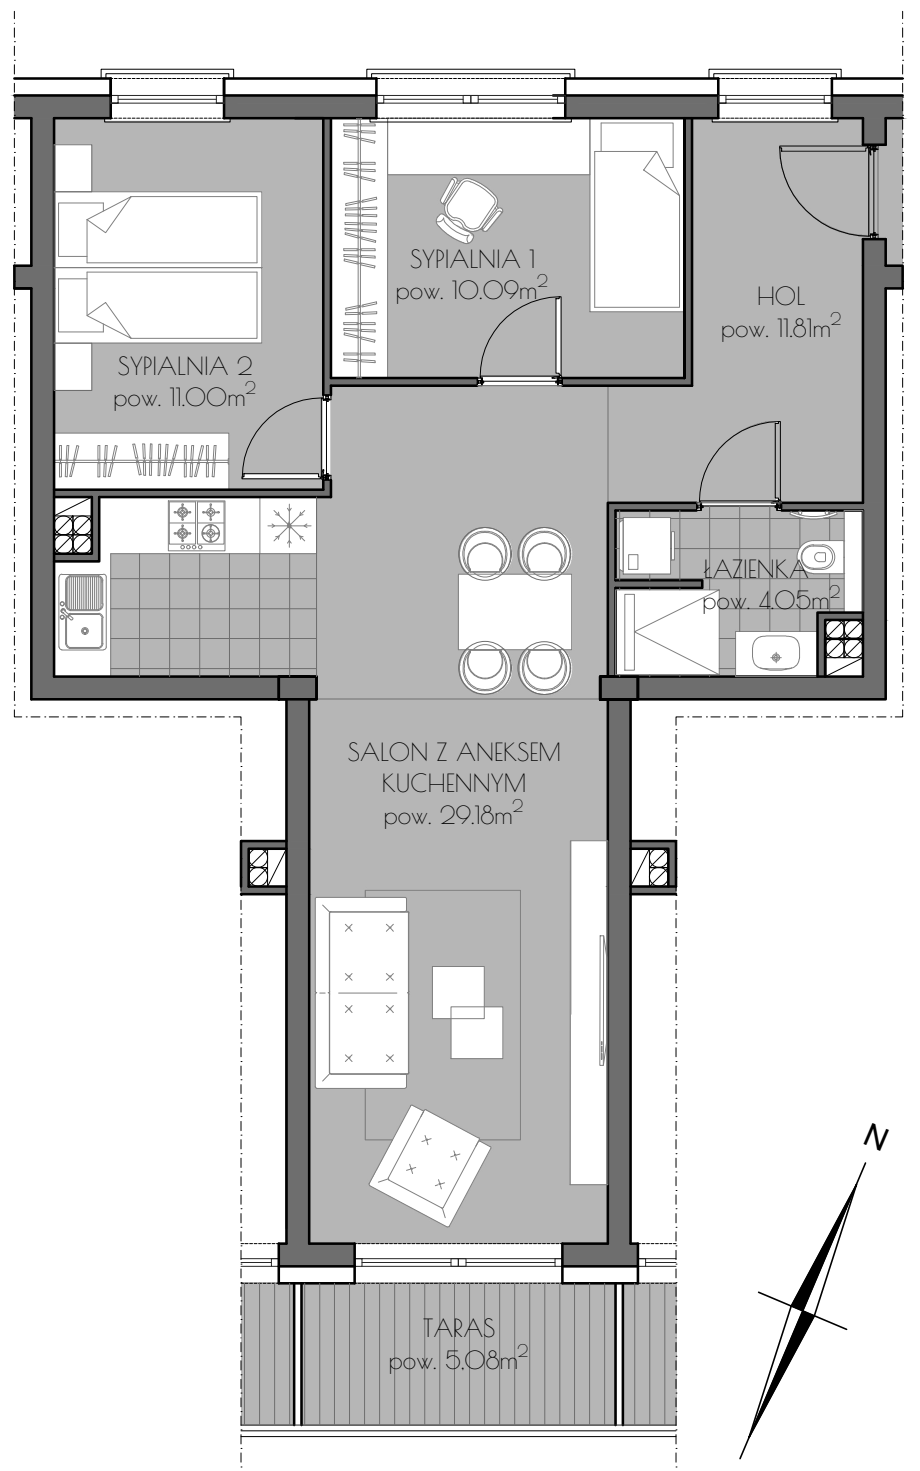 SYPIALNIA 1
pow. 10.09m²
HOL
pow. 11.81m²
SYPIALNIA 2
pow. 11.00m²
ŁAZIENKA
pow. 4.05m²
SALON Z ANEKSEM
KUCHENNYM
pow. 29.18m²
N
TARAS
pow. 5.08m²